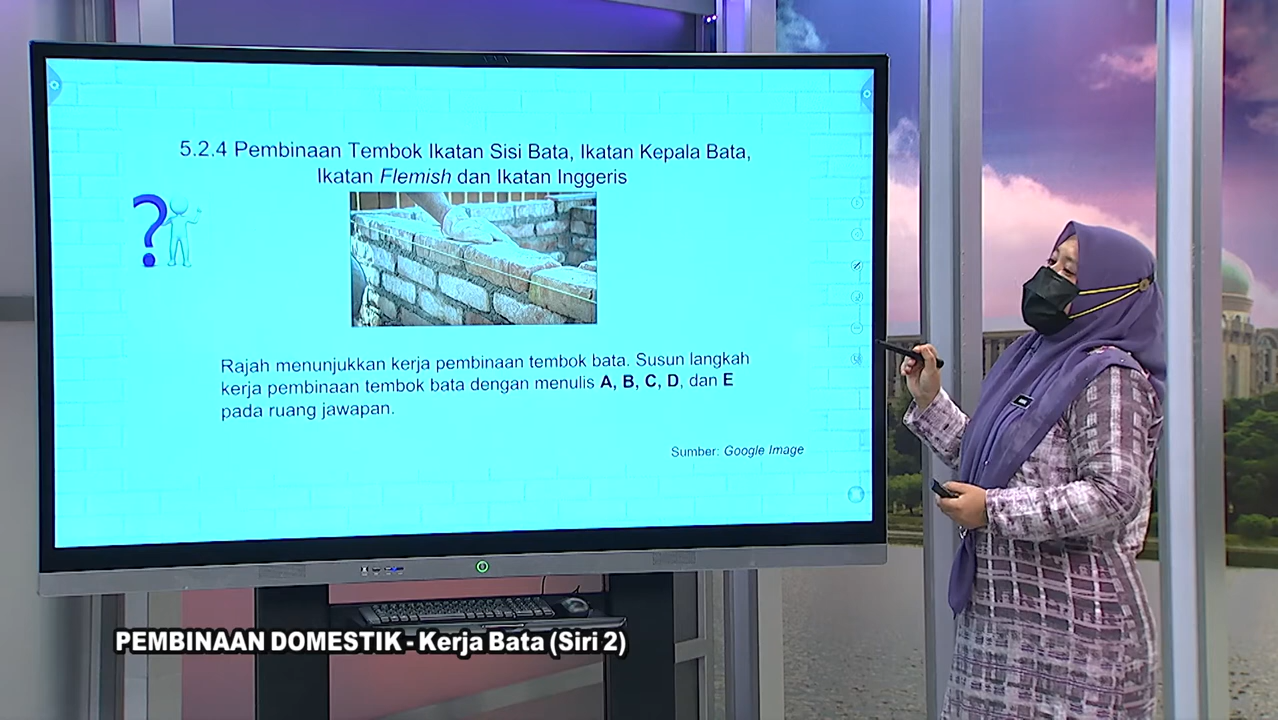 5.2.4 Pembinaan Tembok Ikatan Sisi Bata, Ikatan Kepala Bata,
Ikatan Flemish dan Ikatan Inggeris
?
Rajah menunjukkan kerja pembinaan tembok bata. Susun langkah
kerja pembinaan tembok bata dengan menulis A, B, C, D, dan E
pada ruang jawapan.
Sumber: Google Image
PEMBINAAN DOMESTIK - Kerja Bata (Siri 2)